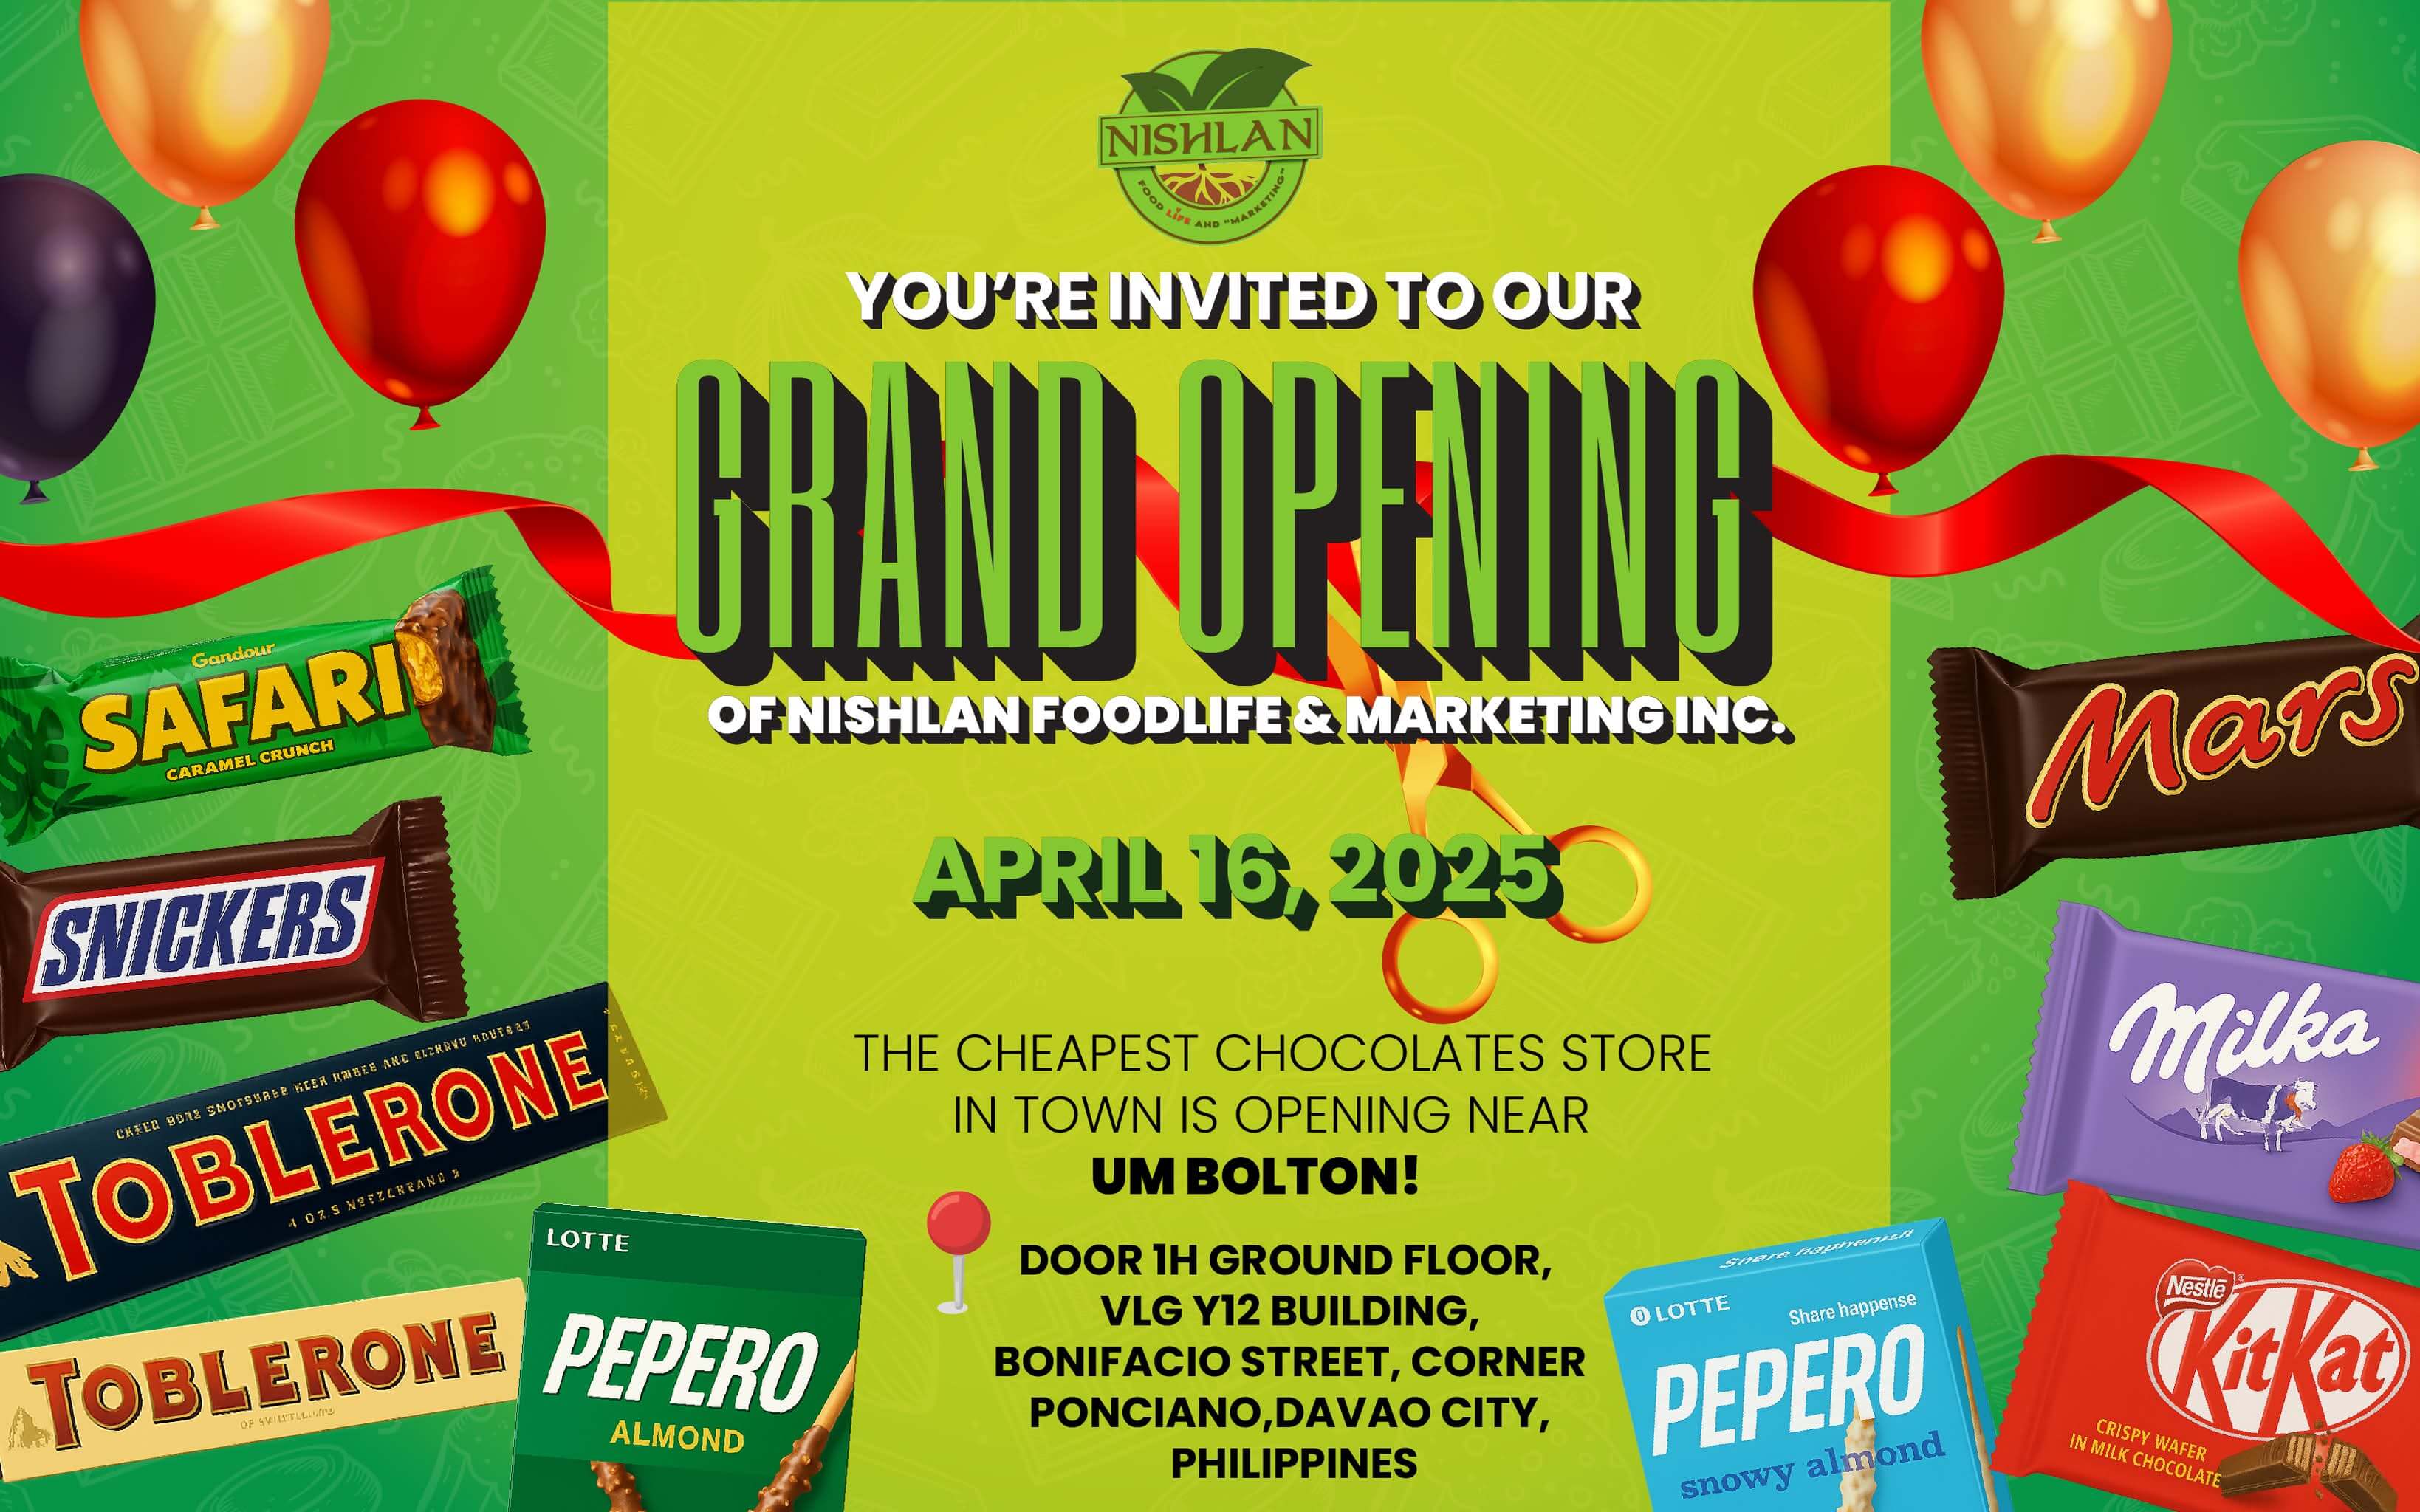 NISHLAN
FOOD LIFE AND "MARKETING"
YOU'RE INVITED TO OUR
GRAND OPENING
OF NISHLAN FOODLIFE & MARKETING INC.
APRIL 16, 2025
THE CHEAPEST CHOCOLATES STORE
IN TOWN IS OPENING NEAR
UM BOLTON!
DOOR 1H GROUND FLOOR,
VLG Y12 BUILDING,
BONIFACIO STREET, CORNER
PONCIANO,DAVAO CITY,
PHILIPPINES
Gandour
SAFARI
CARAMEL CRUNCH
SNICKERS
TOBLERONE
TOBLERONE
LOTTE
PEPERO
ALMOND
Mars
Milka
Nestlé
KitKat
CRISPY WAFER
IN MILK CHOCOLATE
LOTTE
Share happense
PEPERO
snowy almond